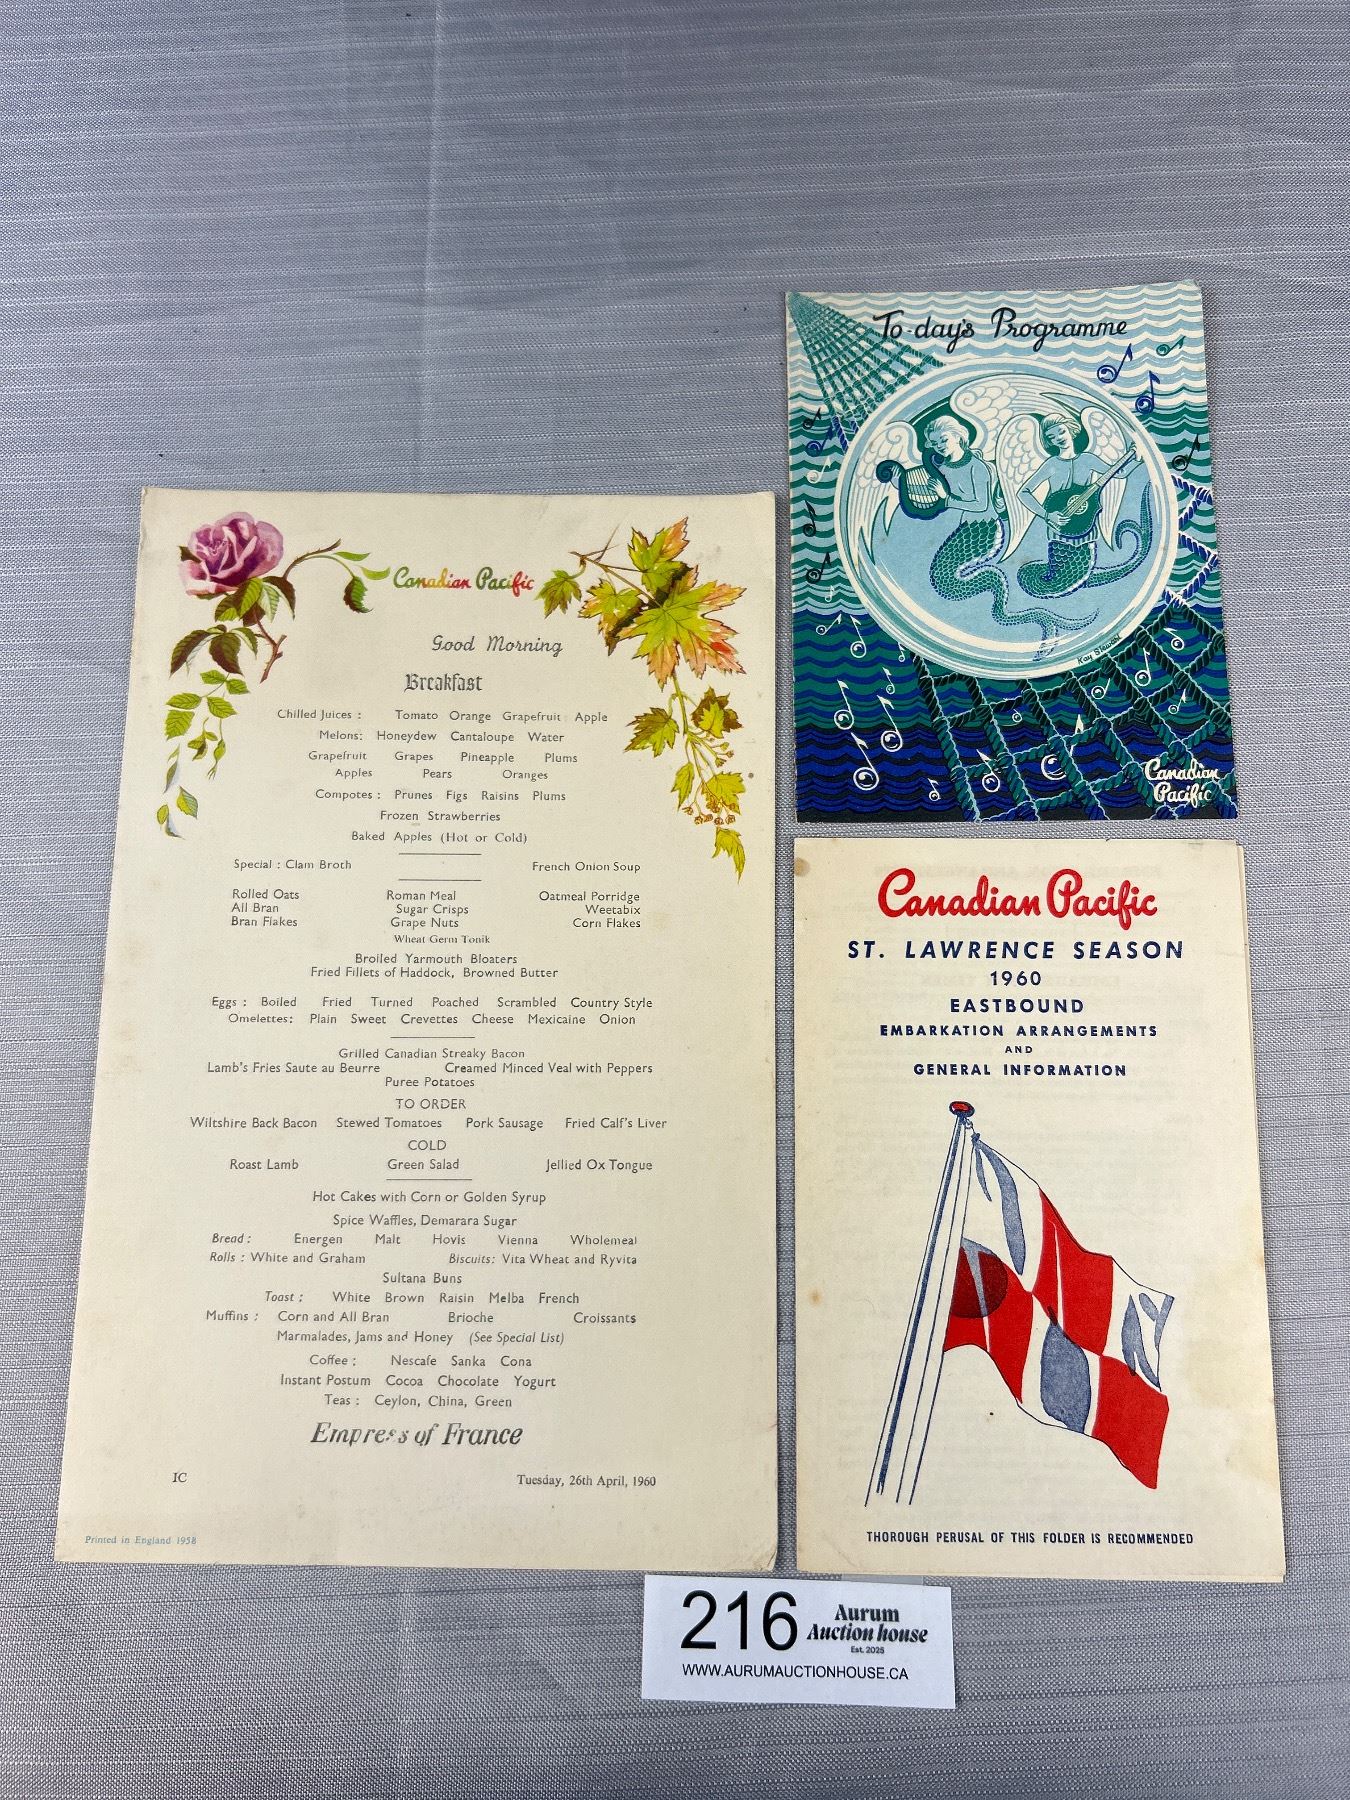 Canadian Pacific
Good Morning
Breakfast
Chilled Juices : Tomato Orange Grapefruit Apple
Melons: Honeydew Cantaloupe Water
Grapefruit Grapes Pineapple Plums
Apples Pears Oranges
Compotes : Prunes Figs Raisins Plums
Frozen Strawberries
Baked Apples (Hot or Cold)
Special : Clam Broth French Onion Soup
Rolled Oats Roman Meal Oatmeal Porridge
All Bran Sugar Crisps Weetabix
Bran Flakes Grape Nuts Corn Flakes
Wheat Germ Tonik
Broiled Yarmouth Bloaters
Fried Fillets of Haddock, Browned Butter
Eggs : Boiled Fried Turned Poached Scrambled Country Style
Omelettes: Plain Sweet Crevettes Cheese Mexicaine Onion
Grilled Canadian Streaky Bacon
Lamb's Fries Saute au Beurre Creamed Minced Veal with Peppers
Puree Potatoes
TO ORDER
Wiltshire Back Bacon Stewed Tomatoes Pork Sausage Fried Calf's Liver
COLD
Roast Lamb Green Salad Jellied Ox Tongue
Hot Cakes with Corn or Golden Syrup
Spice Waffles, Demarara Sugar
Bread : Energen Malt Hovis Vienna Wholemeal
Rolls : White and Graham Biscuits: Vita Wheat and Ryvita
Sultana Buns
Toast : White Brown Raisin Melba French
Muffins : Corn and All Bran Brioche Croissants
Marmalades, Jams and Honey (See Special List)
Coffee : Nescafe Sanka Cona
Instant Postum Cocoa Chocolate Yogurt
Teas : Ceylon, China, Green
Empress of France
IC Tuesday, 26th April, 1960
Printed in England 1958
To-day's Programme
Kay Stewart
Canadian
Pacific
Canadian Pacific
ST. LAWRENCE SEASON
1960
EASTBOUND
EMBARKATION ARRANGEMENTS
AND
GENERAL INFORMATION
THOROUGH PERUSAL OF THIS FOLDER IS RECOMMENDED
216 Aurum
Auction house
Est. 2025
WWW.AURUMAUCTIONHOUSE.CA